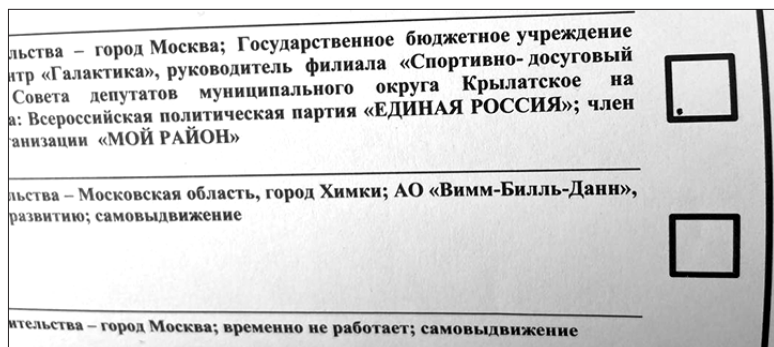 льства – город Москва; Государственное бюджетное учреждение
нтр «Галактика», руководитель филиала «Спортивно- досуговый
Совета депутатов муниципального округа Крылатское на
а: Всероссийская политическая партия «ЕДИНАЯ РОССИЯ»; член
ганизации «МОЙ РАЙОН»
льства – Московская область, город Химки; АО «Вимм-Билль-Данн»,
развитию; самовыдвижение
ительства – город Москва; временно не работает; самовыдвижение